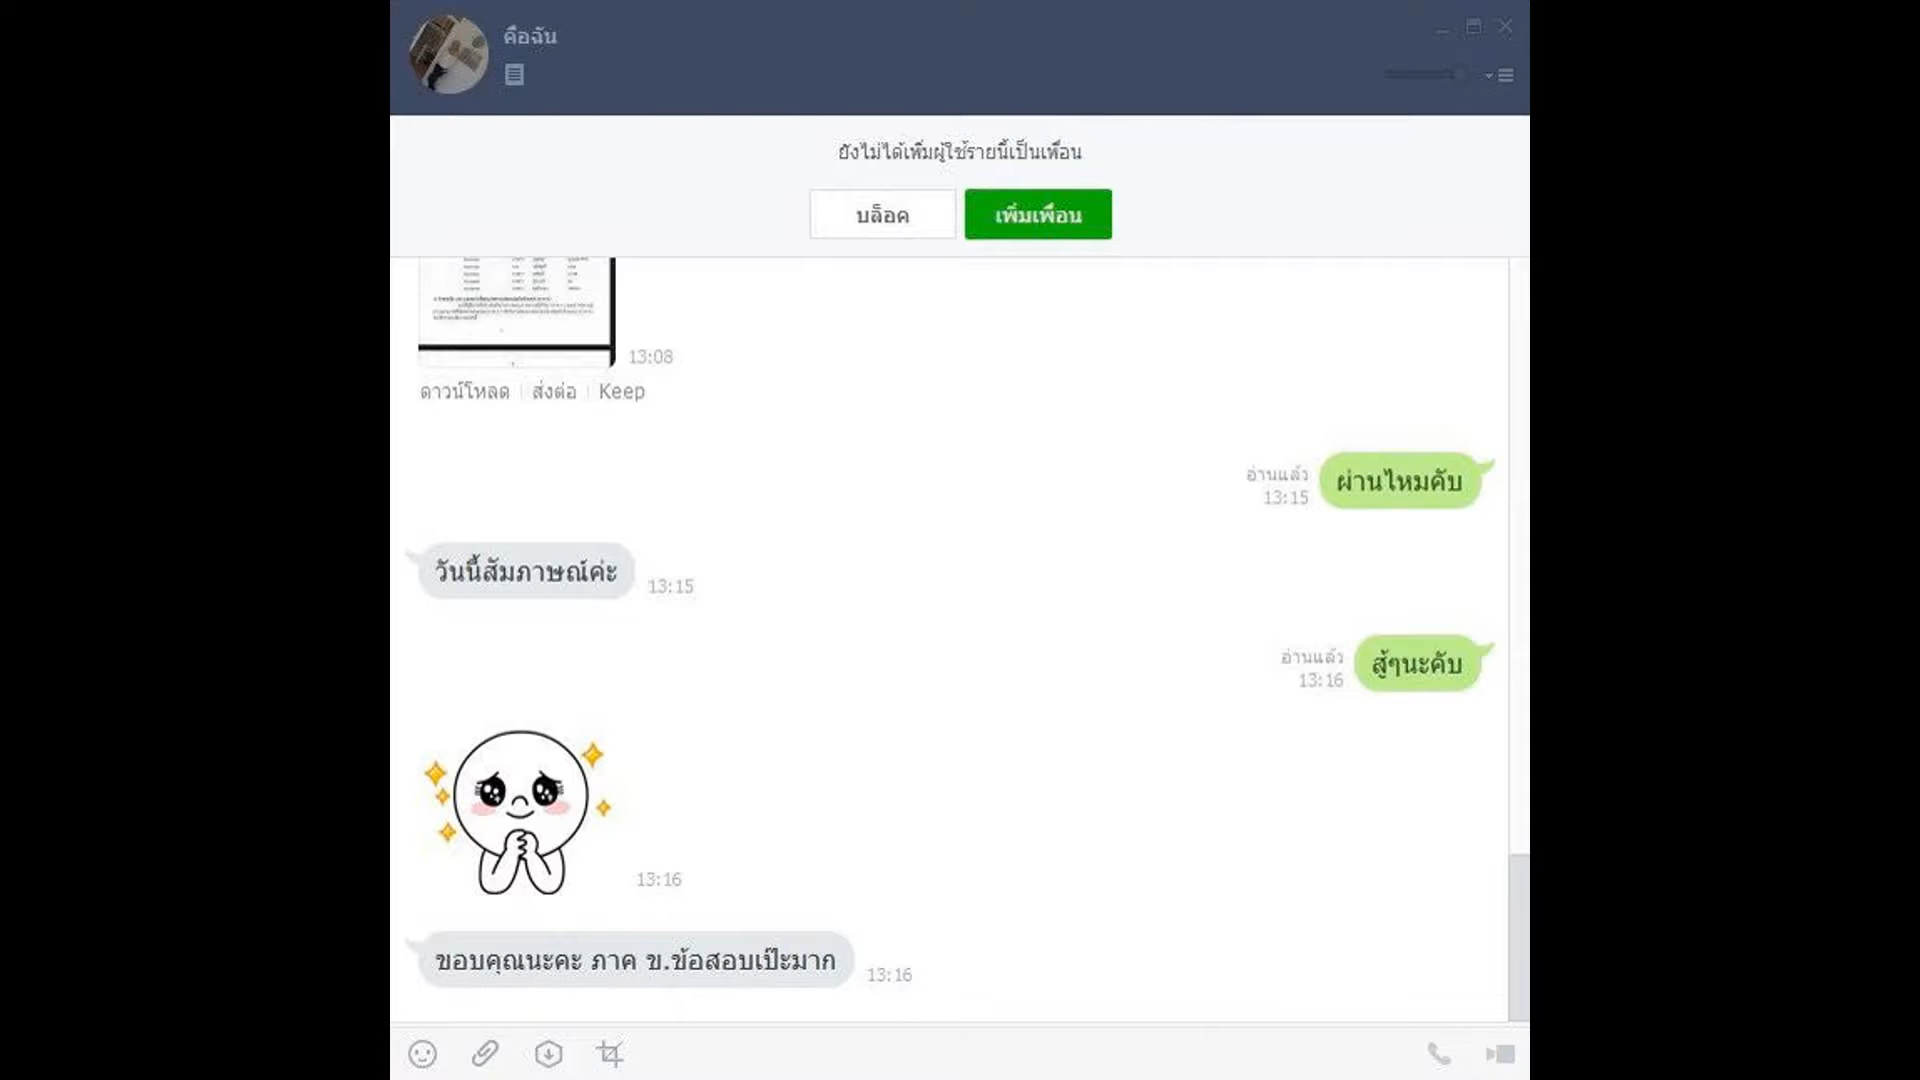 คือฉัน
ยังไม่ได้เพิ่มผู้ใช้รายนี้เป็นเพื่อน
บล็อค
เพิ่มเพื่อน
13:08
ดาวน์โหลด | ส่งต่อ | Keep
อ่านแล้ว
13:15
ผ่านไหมคับ
วันนี้สัมภาษณ์ค่ะ
13:15
อ่านแล้ว
13:16
สู้ๆนะคับ
13:16
ขอบคุณนะคะ ภาค ข.ข้อสอบเป๊ะมาก
13:16